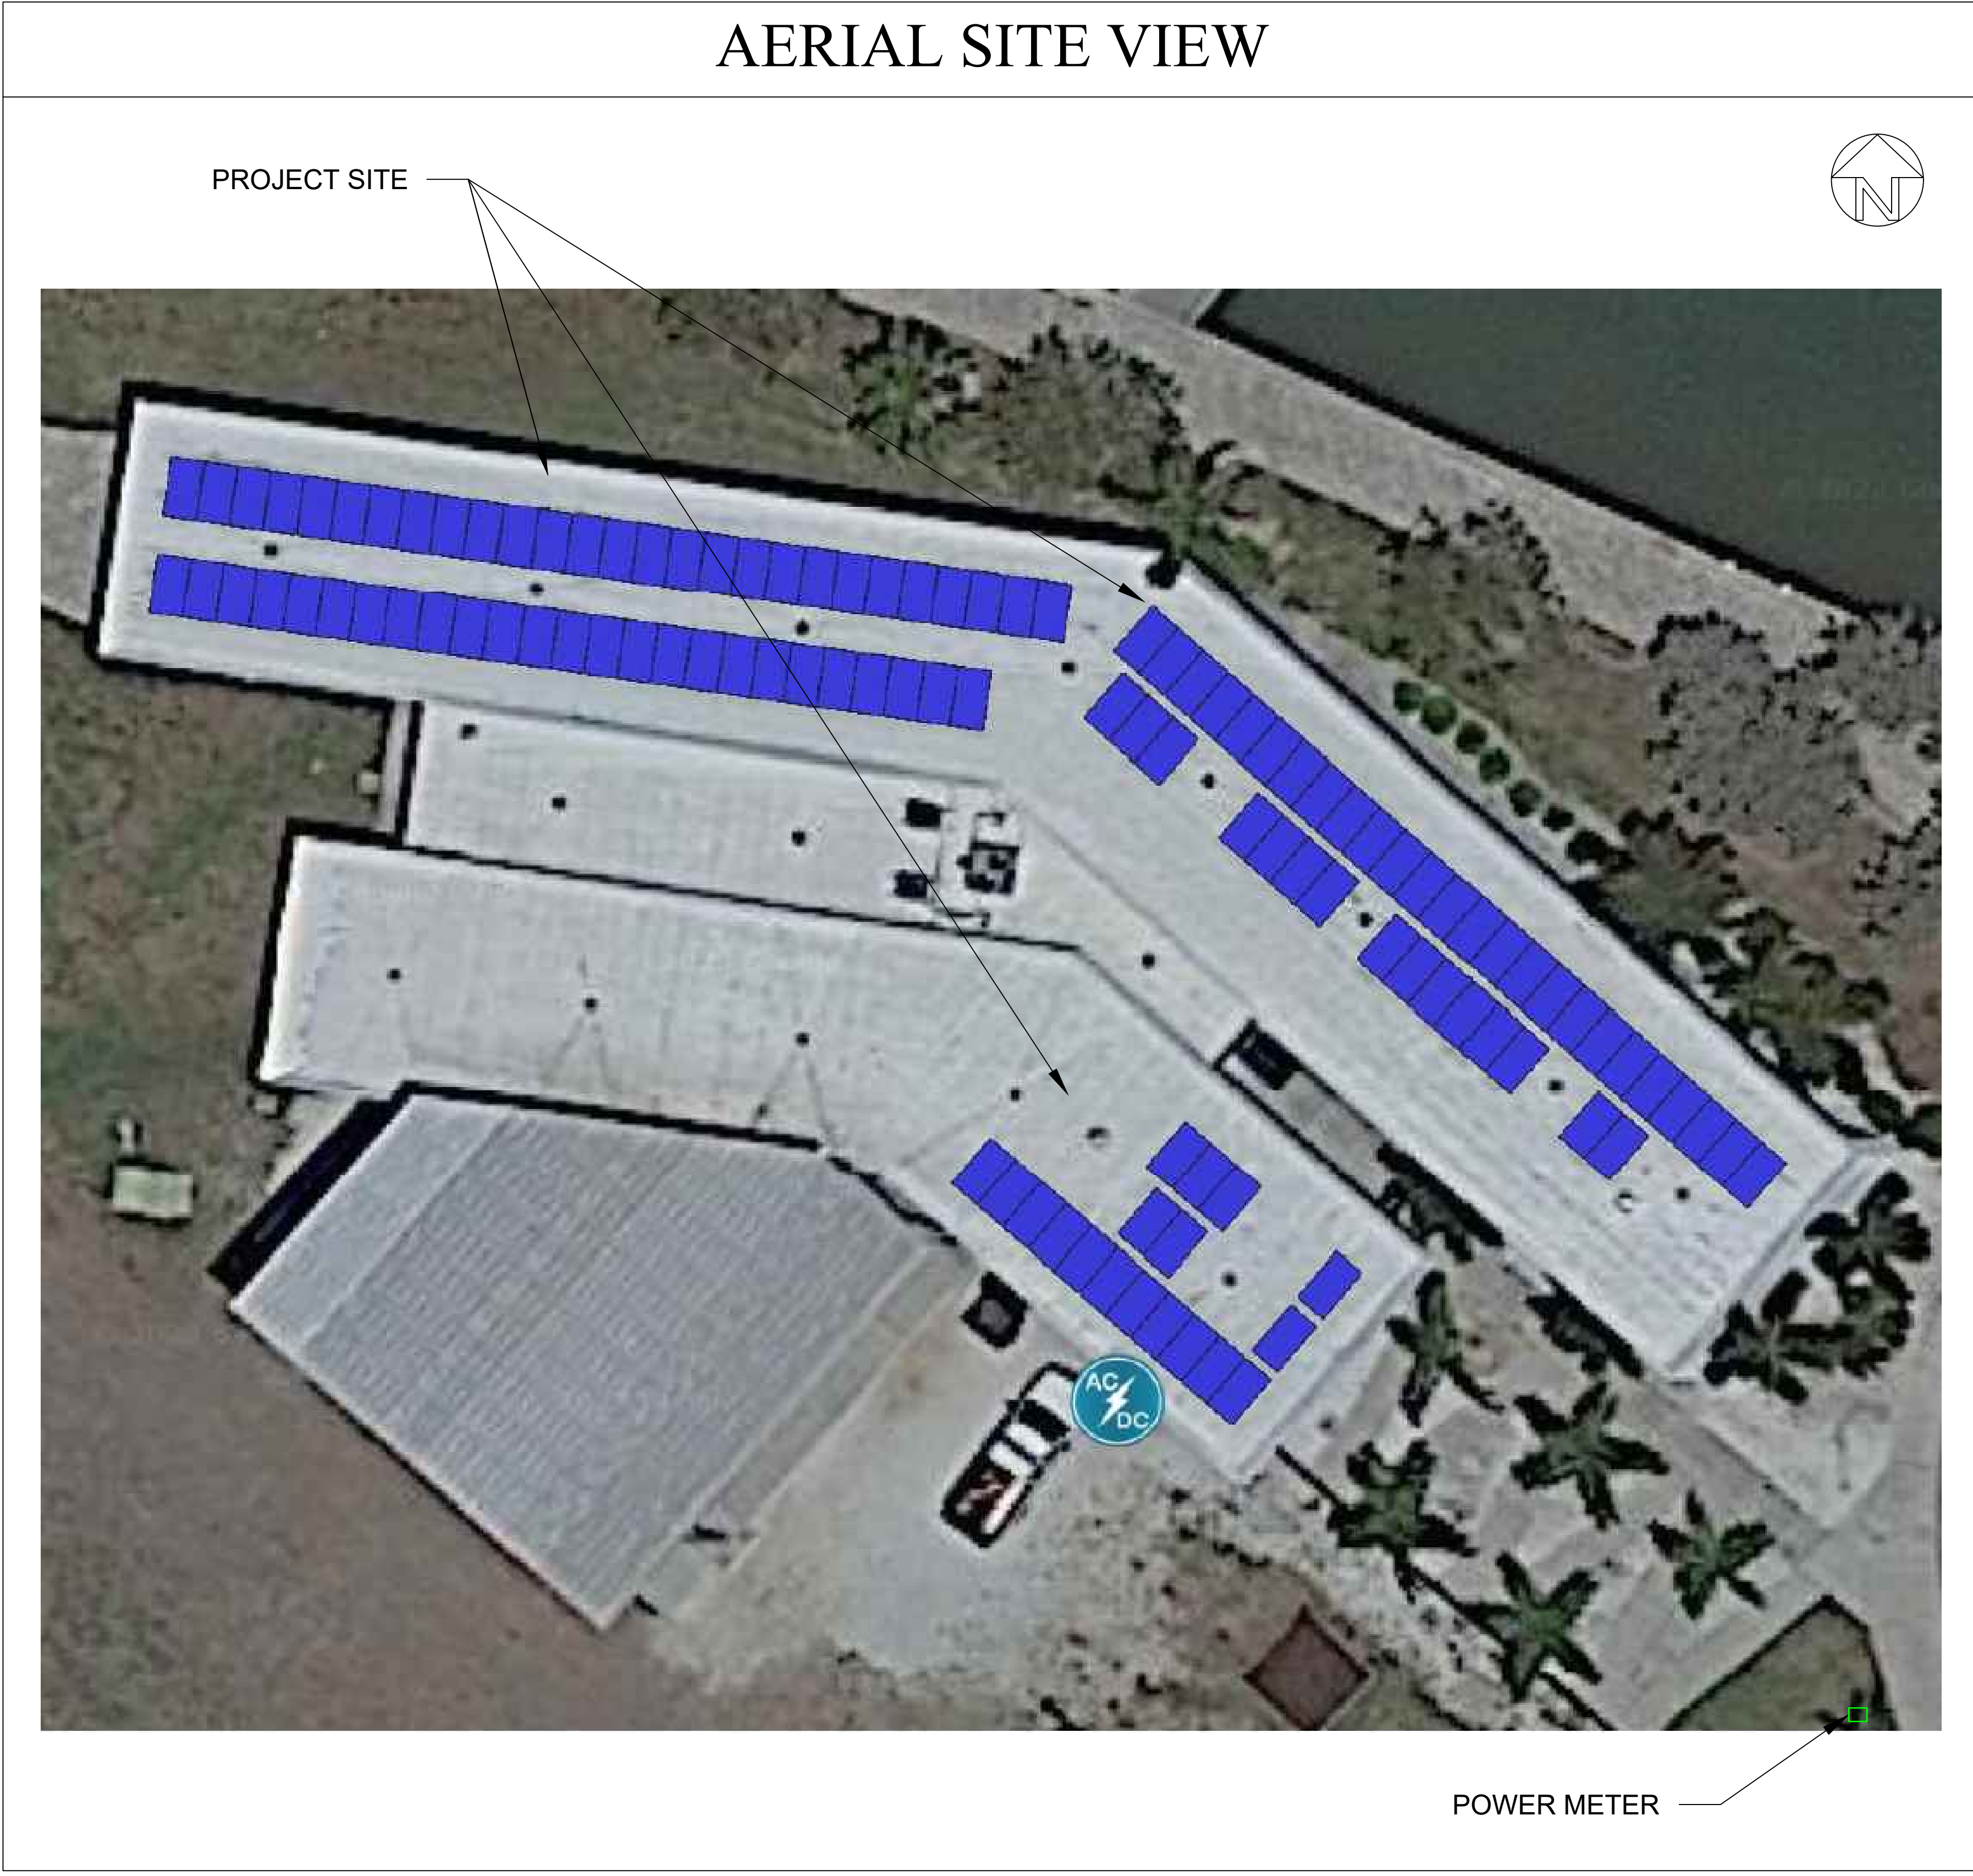 AERIAL SITE VIEW
PROJECT SITE
N
AC
DC
POWER METER